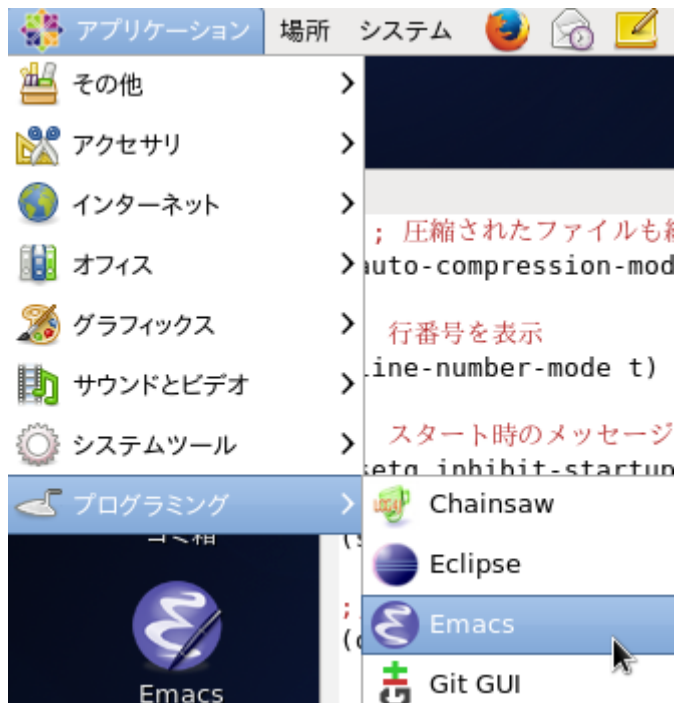 アプリケーション 場所 システム
その他
アクセサリ
インターネット
オフィス
グラフィックス
サウンドとビデオ
システムツール
プログラミング
; 圧縮されたファイルも
auto-compression-mod
行番号を表示
line-number-mode t)
スタート時のメッセージ
setq inhibit-startup
Chainsaw
Eclipse
Emacs
Git GUI
ゴミ箱
Emacs